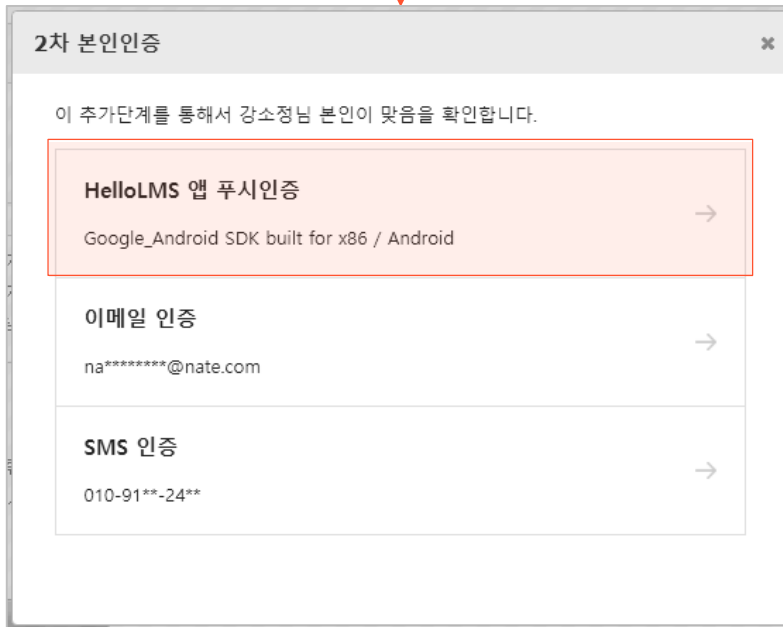 2차 본인인증
이 추가단계를 통해서 강소정님 본인이 맞음을 확인합니다.
HelloLMS 앱 푸시인증
Google_Android SDK built for x86 / Android
이메일 인증
na********@nate.com
SMS 인증
010-91**-24**